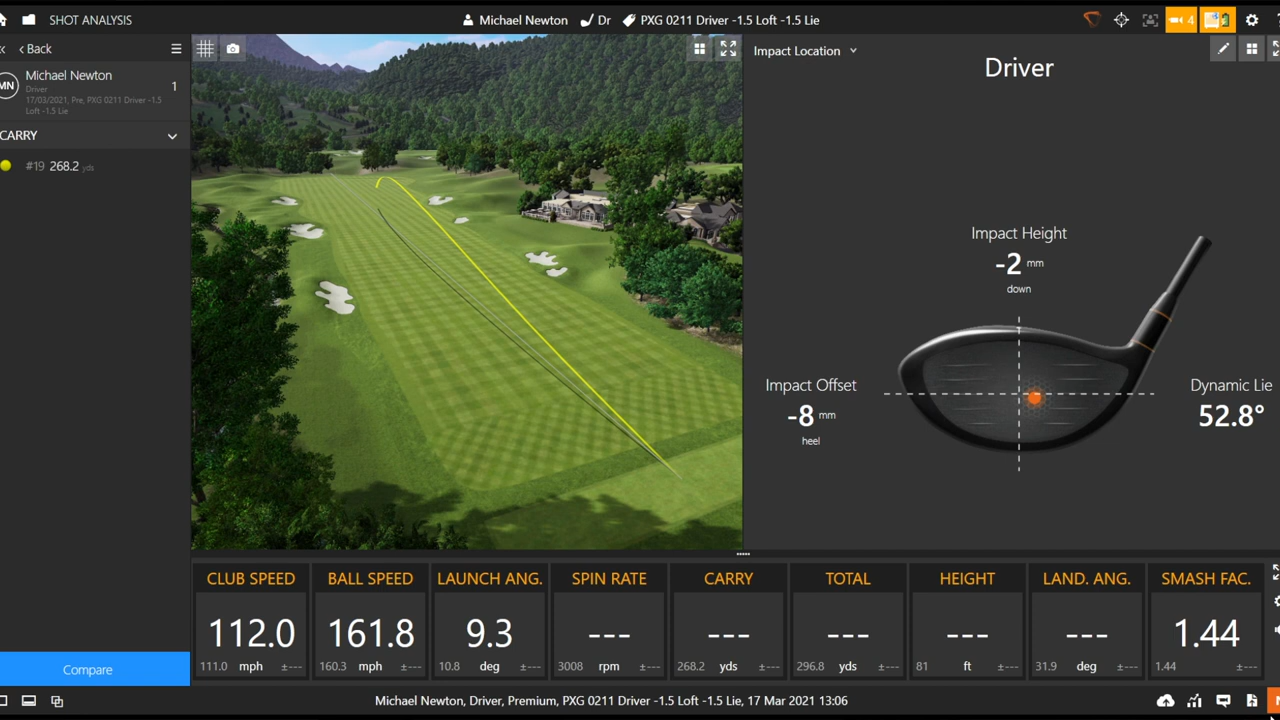 SHOT ANALYSIS
Michael Newton Dr PXG 0211 Driver -1.5 Loft -1.5 Lie
4
Back
MN
Michael Newton
1
Driver
17/03/2021, Pre, PXG 0211 Driver -1.5
Loft -1.5 Lie
CARRY
#19 268.2 yds
Compare
Impact Location
Driver
Impact Height
-2 mm
down
Impact Offset
-8 mm
heel
Dynamic Lie
52.8°
CLUB SPEED BALL SPEED LAUNCH ANG. SPIN RATE CARRY TOTAL HEIGHT LAND. ANG. SMASH FAC.
112.0 161.8 9.3 --- --- --- --- --- 1.44
111.0 mph ±--- 160.3 mph ±--- 10.8 deg ±--- 3008 rpm ±--- 268.2 yds ±--- 296.8 yds ±--- 81 ft ±--- 31.9 deg ±--- 1.44 ±---
Michael Newton, Driver, Premium, PXG 0211 Driver -1.5 Loft -1.5 Lie, 17 Mar 2021 13:06